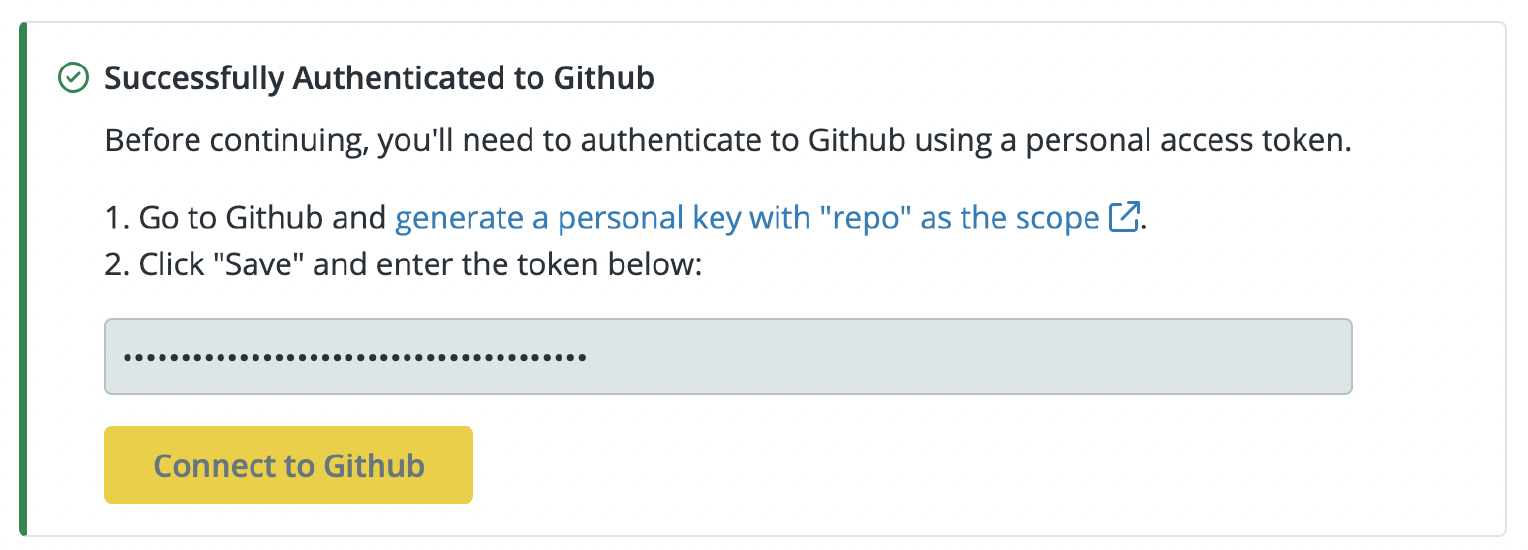 Successfully Authenticated to Github
Before continuing, you'll need to authenticate to Github using a personal access token.
1. Go to Github and generate a personal key with "repo" as the scope.
2. Click "Save" and enter the token below:
••••••••••••••••••••••••••••••••••••••••
Connect to Github